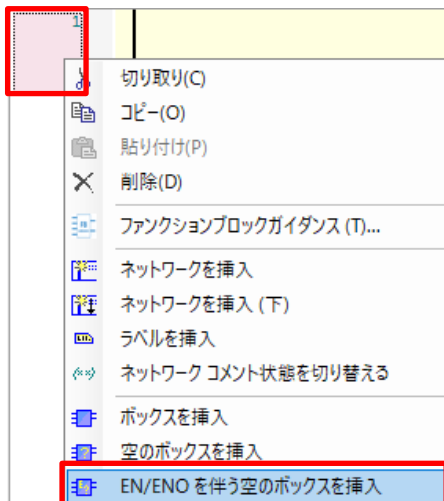 1
切り取り(C)
コピー(O)
貼り付け(P)
削除(D)
ファンクションブロックガイダンス (T)...
ネットワークを挿入
ネットワークを挿入 (下)
ラベルを挿入
ネットワーク コメント状態を切り替える
ボックスを挿入
空のボックスを挿入
EN/ENO を伴う空のボックスを挿入